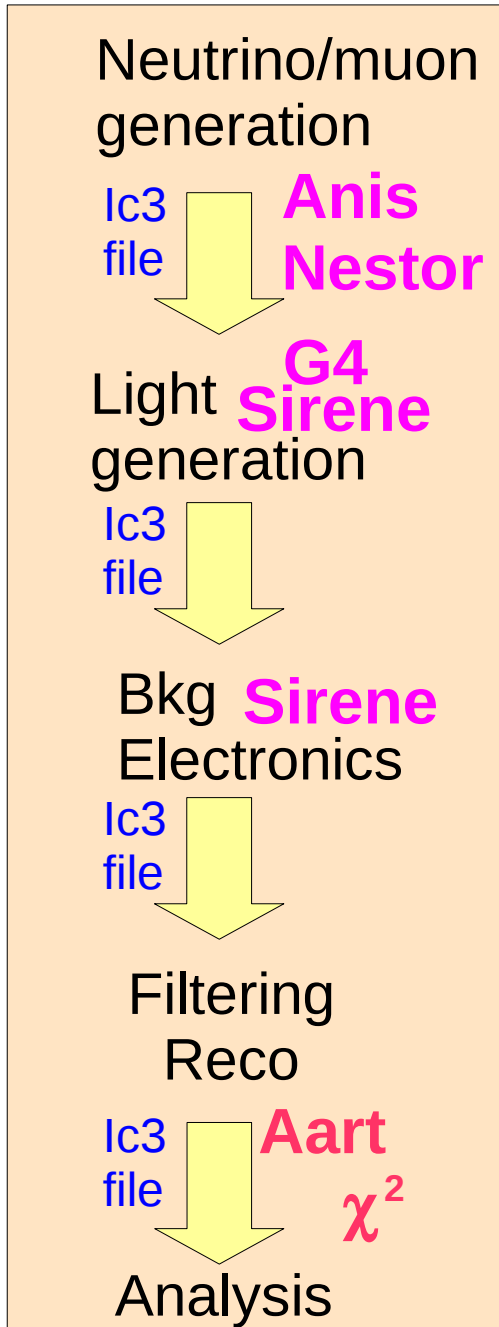 Neutrino/muon
generation
Ic3
file
Anis
Nestor
Light
generation
G4
Sirene
Ic3
file
Bkg
Electronics
Sirene
Ic3
file
Filtering
Reco
Ic3
file
Aart
χ²
Analysis